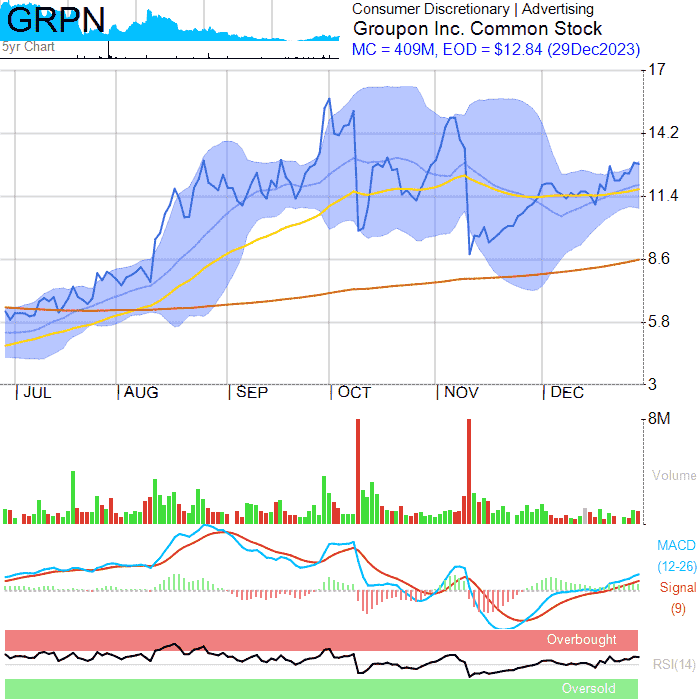 GRPN
5yr Chart
Consumer Discretionary | Advertising
Groupon Inc. Common Stock
MC = 409M, EOD = $12.84 (29Dec2023)
17
14.2
11.4
8.6
5.8
3
JUL AUG SEP OCT NOV DEC
8M
Volume
MACD
(12-26)
Signal
(9)
Overbought
RSI(14)
Oversold